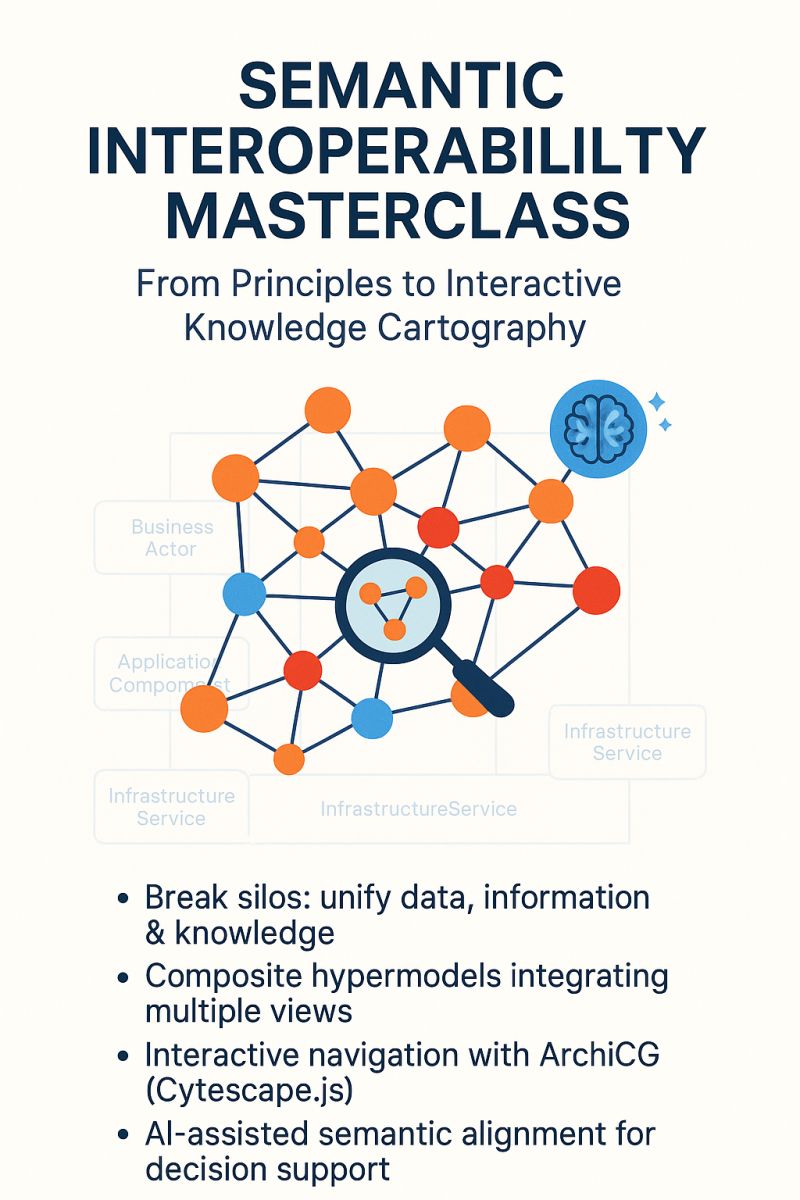 SEMANTIC
INTEROPERABILILTY
MASTERCLASS
From Principles to Interactive
Knowledge Cartography
Business
Actor
Application
Compomest
Infrastructure
Service
Infrastructure
Service
InfrastructureService
• Break silos: unify data, information
& knowledge
• Composite hypermodels integrating
multiple views
• Interactive navigation with ArchiCG
(Cytescape.js)
• AI-assisted semantic alignment for
decision support